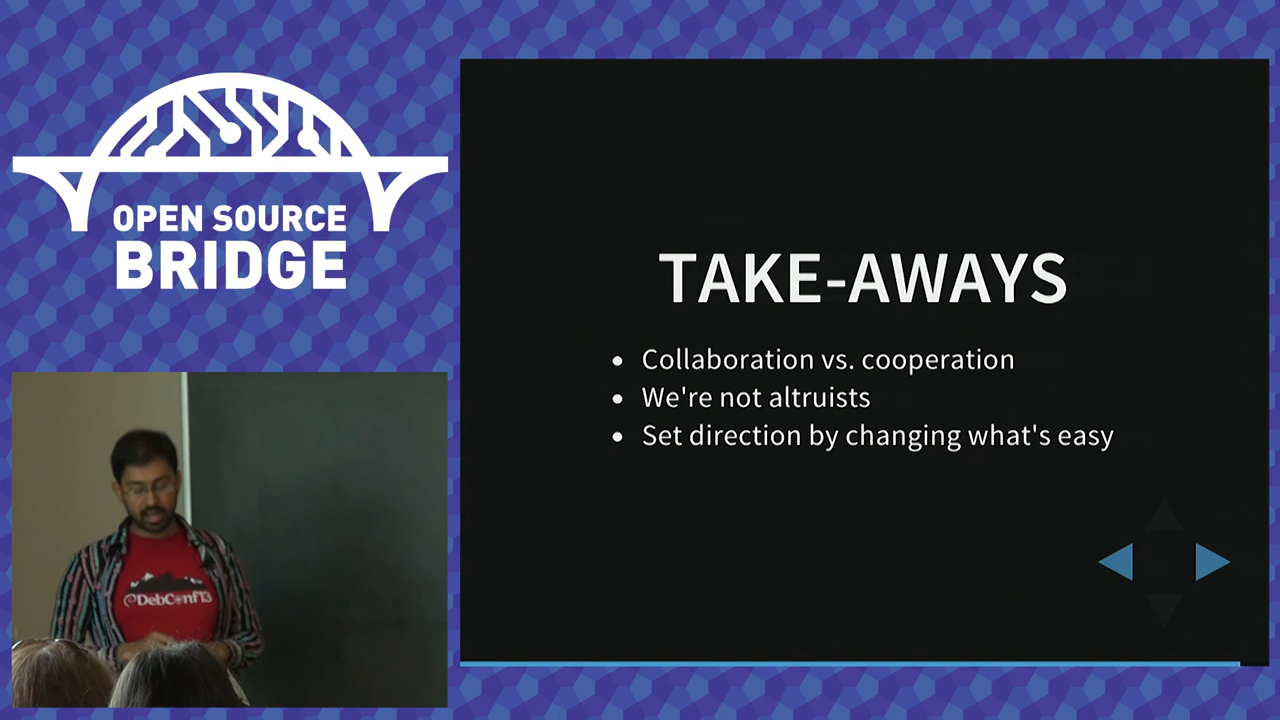 OPEN SOURCE
BRIDGE
TAKE-AWAYS
Collaboration vs. cooperation
We're not altruists
Set direction by changing what's easy
DebConf13